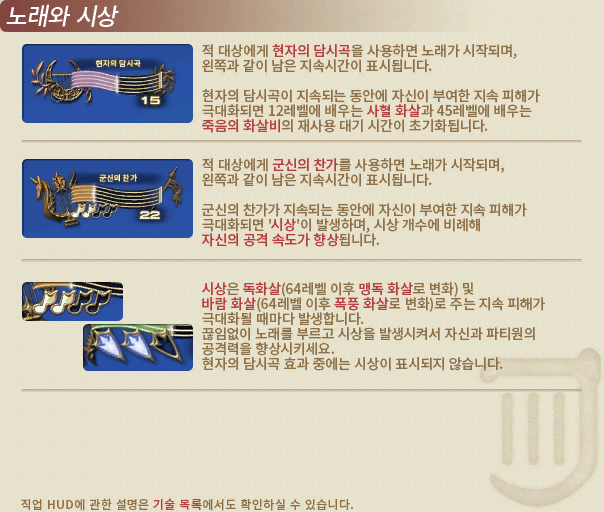 노래와 시상
현자의 담시곡
15
적 대상에게 현자의 담시곡을 사용하면 노래가 시작되며,
왼쪽과 같이 남은 지속시간이 표시됩니다.
현자의 담시곡이 지속되는 동안에 자신이 부여한 지속 피해가
극대화되면 12레벨에 배우는 사혈 화살과 45레벨에 배우는
죽음의 화살비의 재사용 대기 시간이 초기화됩니다.
군신의 찬가
22
적 대상에게 군신의 찬가를 사용하면 노래가 시작되며,
왼쪽과 같이 남은 지속시간이 표시됩니다.
군신의 찬가가 지속되는 동안에 자신이 부여한 지속 피해가
극대화되면 '시상'이 발생하며, 시상 개수에 비례해
자신의 공격 속도가 향상됩니다.
시상은 독화살(64레벨 이후 맹독 화살로 변화) 및
바람 화살(64레벨 이후 폭풍 화살로 변화)로 주는 지속 피해가
극대화될 때마다 발생합니다.
끊임없이 노래를 부르고 시상을 발생시켜서 자신과 파티원의
공격력을 향상시키세요.
현자의 담시곡 효과 중에는 시상이 표시되지 않습니다.
직업 HUD에 관한 설명은 기술 목록에서도 확인하실 수 있습니다.